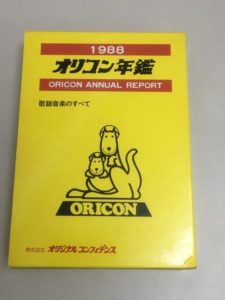 1988
オリコン年鑑
ORICON ANNUAL REPORT
歌謡音楽のすべて
ORICON
株式会社 オリジナルコンフィデンス